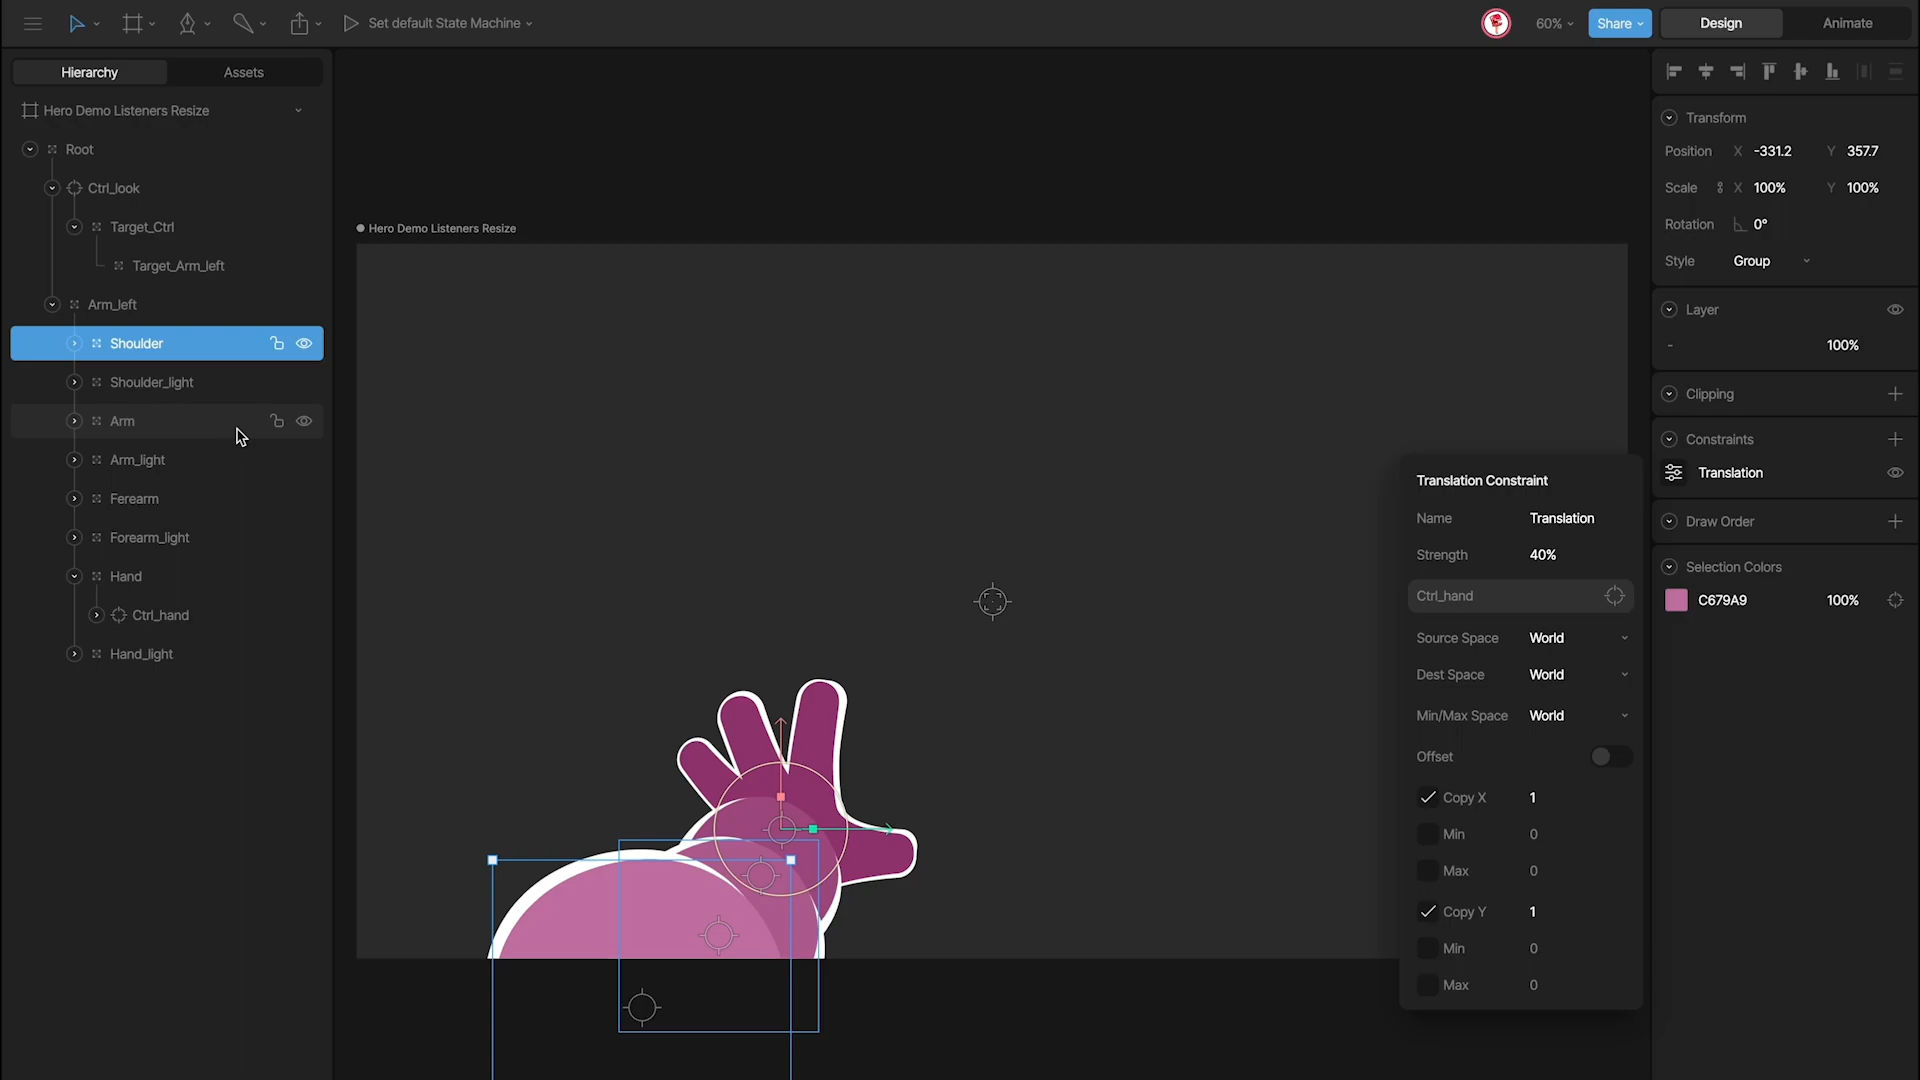 Set default State Machine
60%
Share
Design
Animate
Hierarchy
Assets
Hero Demo Listeners Resize
Root
Ctrl_look
Target_Ctrl
Target_Arm_left
Arm_left
Shoulder
Shoulder_light
Arm
Arm_light
Ferearm
Forearm_light
Hand
Ctrl_hand
Hand_light
Hero Demo Listeners Resize
Translation Constraint
Name Translation
Strength 40%
Ctrl_hand
Source Space World
Dest Space World
Min/Max Space World
Offset
Copy X 1
Min 0
Max 0
Copy Y 1
Min 0
Max 0
Transform
Position X -331.2 Y 357.7
Scale X 100% Y 100%
Rotation 0°
Style Group
Layer
- 100%
Clipping
Constraints
Translation
Draw Order
Selection Colors
C679A9 100%